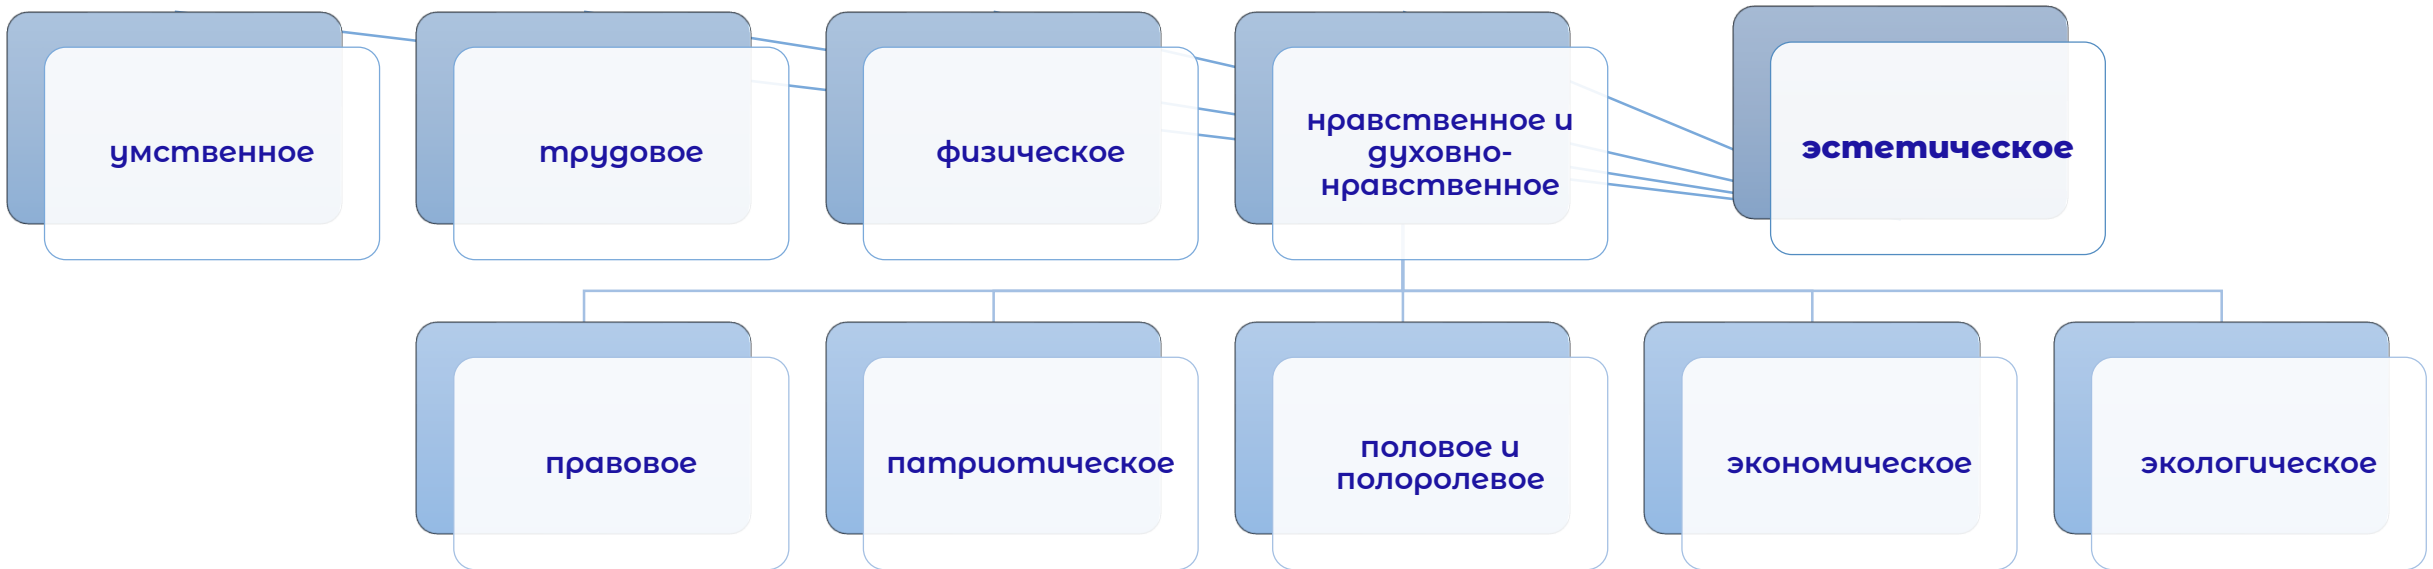 умственное
трудовое
физическое
нравственное и
духовно-
нравственное
эстетическое
правовое
патриотическое
половое и
полоролевое
экономическое
экологическое